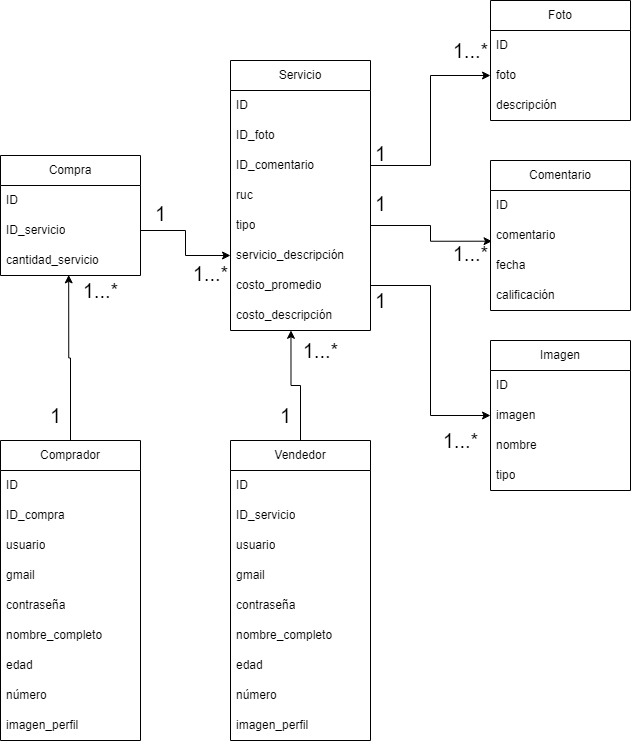 Foto
ID
foto
descripción
1...*
Servicio
ID
ID_foto
ID_comentario
ruc
tipo
servicio_descripción
costo_promedio
costo_descripción
1
1
1
Compra
ID
ID_servicio
cantidad_servicio
1
1...*
1...*
Comentario
ID
comentario
fecha
calificación
1...*
Imagen
ID
imagen
nombre
tipo
1...*
1...*
1
1
Comprador
ID
ID_compra
usuario
gmail
contraseña
nombre_completo
edad
número
imagen_perfil
Vendedor
ID
ID_servicio
usuario
gmail
contraseña
nombre_completo
edad
número
imagen_perfil